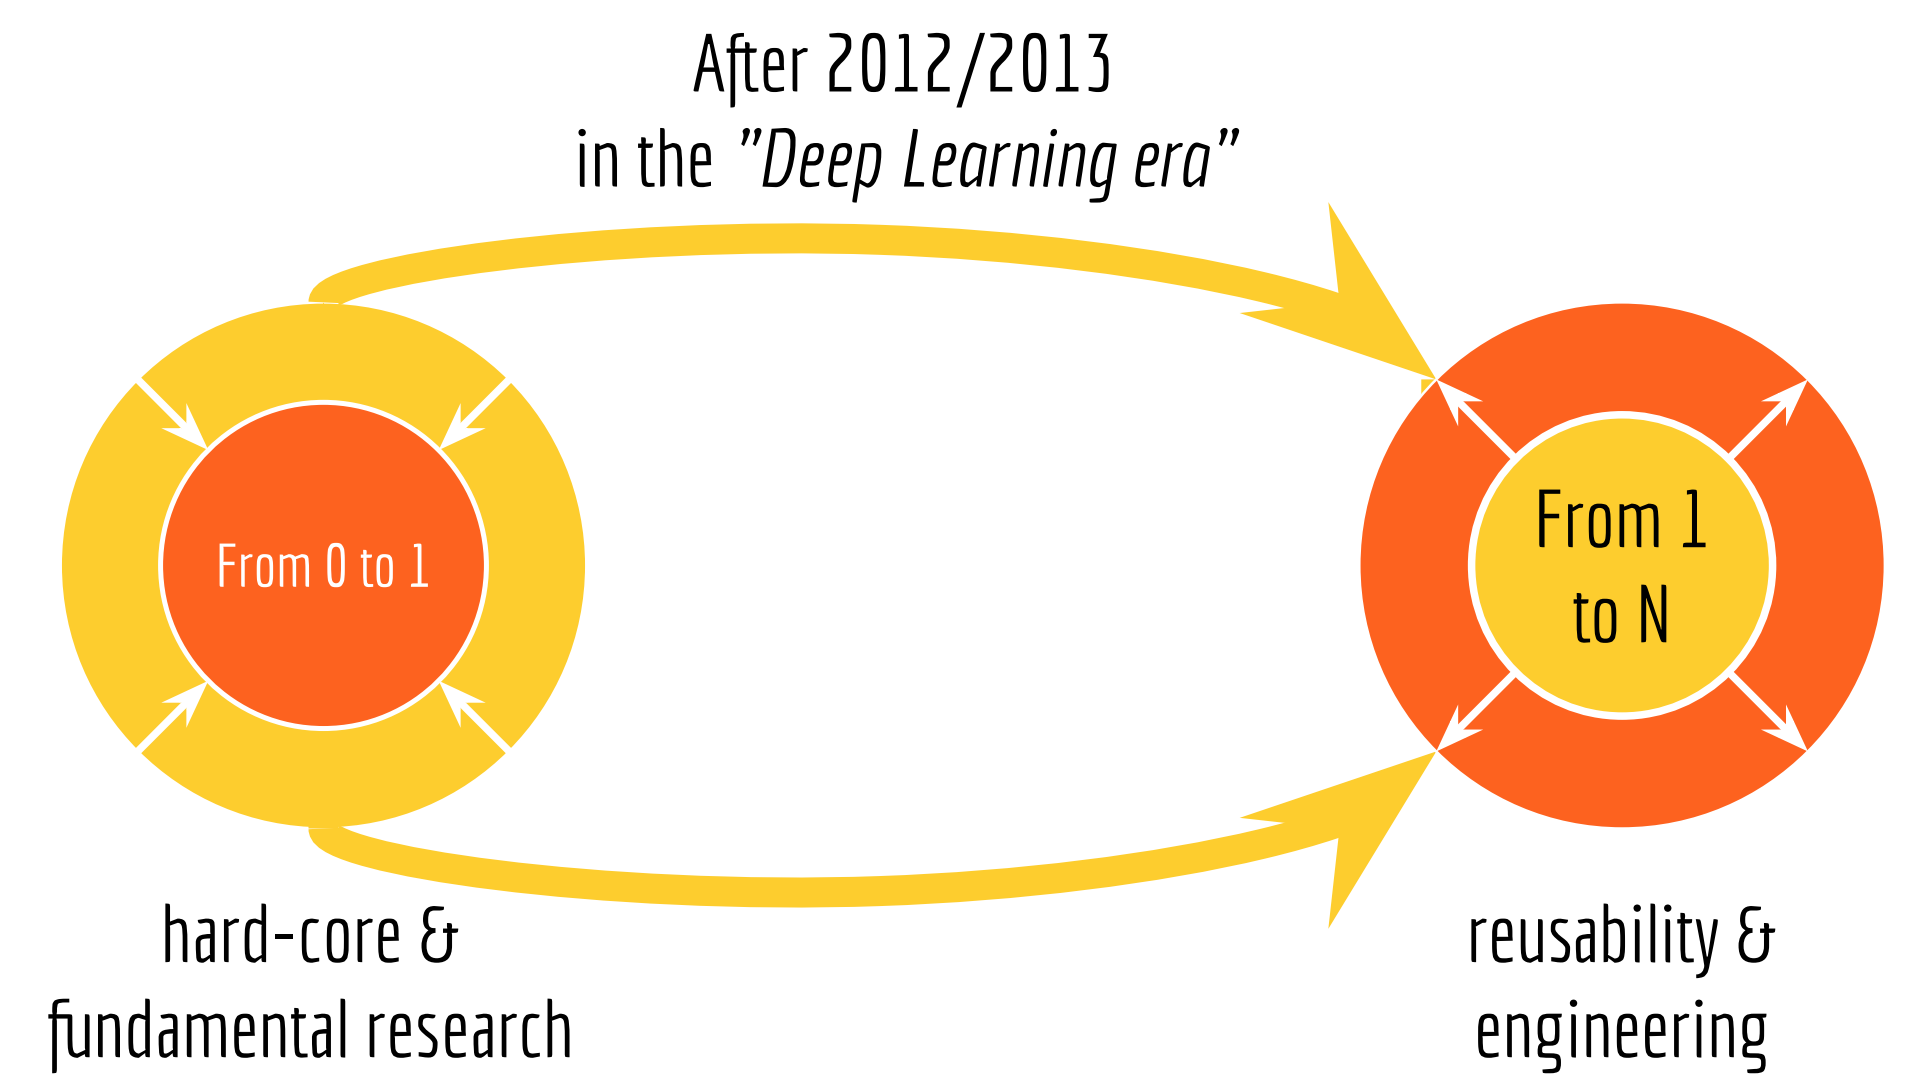 After 2012/2013
in the "Deep Learning era"
From 0 to 1
From 1
to N
hard-core &
fundamental research
reusability &
engineering